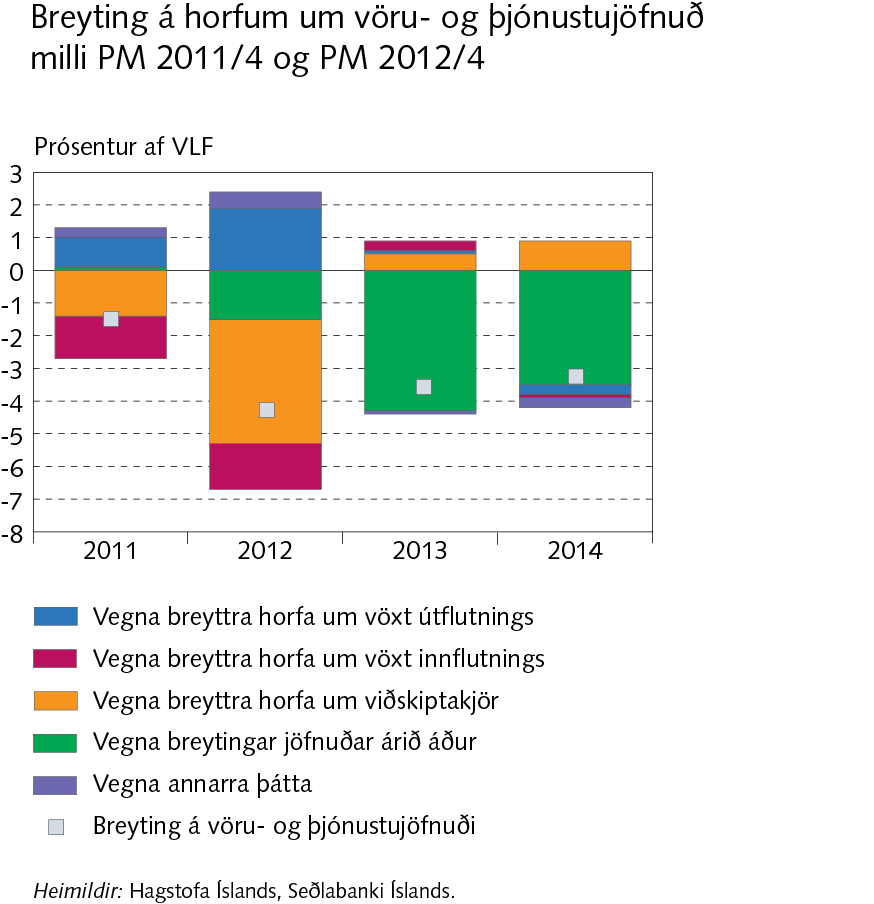 Breyting á horfum um vöru- og þjónustujöfnuð
milli PM 2011/4 og PM 2012/4
Prósentur af VLF
3
2
1
0
-1
-2
-3
-4
-5
-6
-7
-8
2011 2012 2013 2014
Vegna breyttra horfa um vöxt útflutnings
Vegna breyttra horfa um vöxt innflutnings
Vegna breyttra horfa um viðskiptakjör
Vegna breytingar jöfnuðar árið áður
Vegna annarra þátta
Breyting á vöru- og þjónustujöfnuði
Heimildir: Hagstofa Íslands, Seðlabanki Íslands.